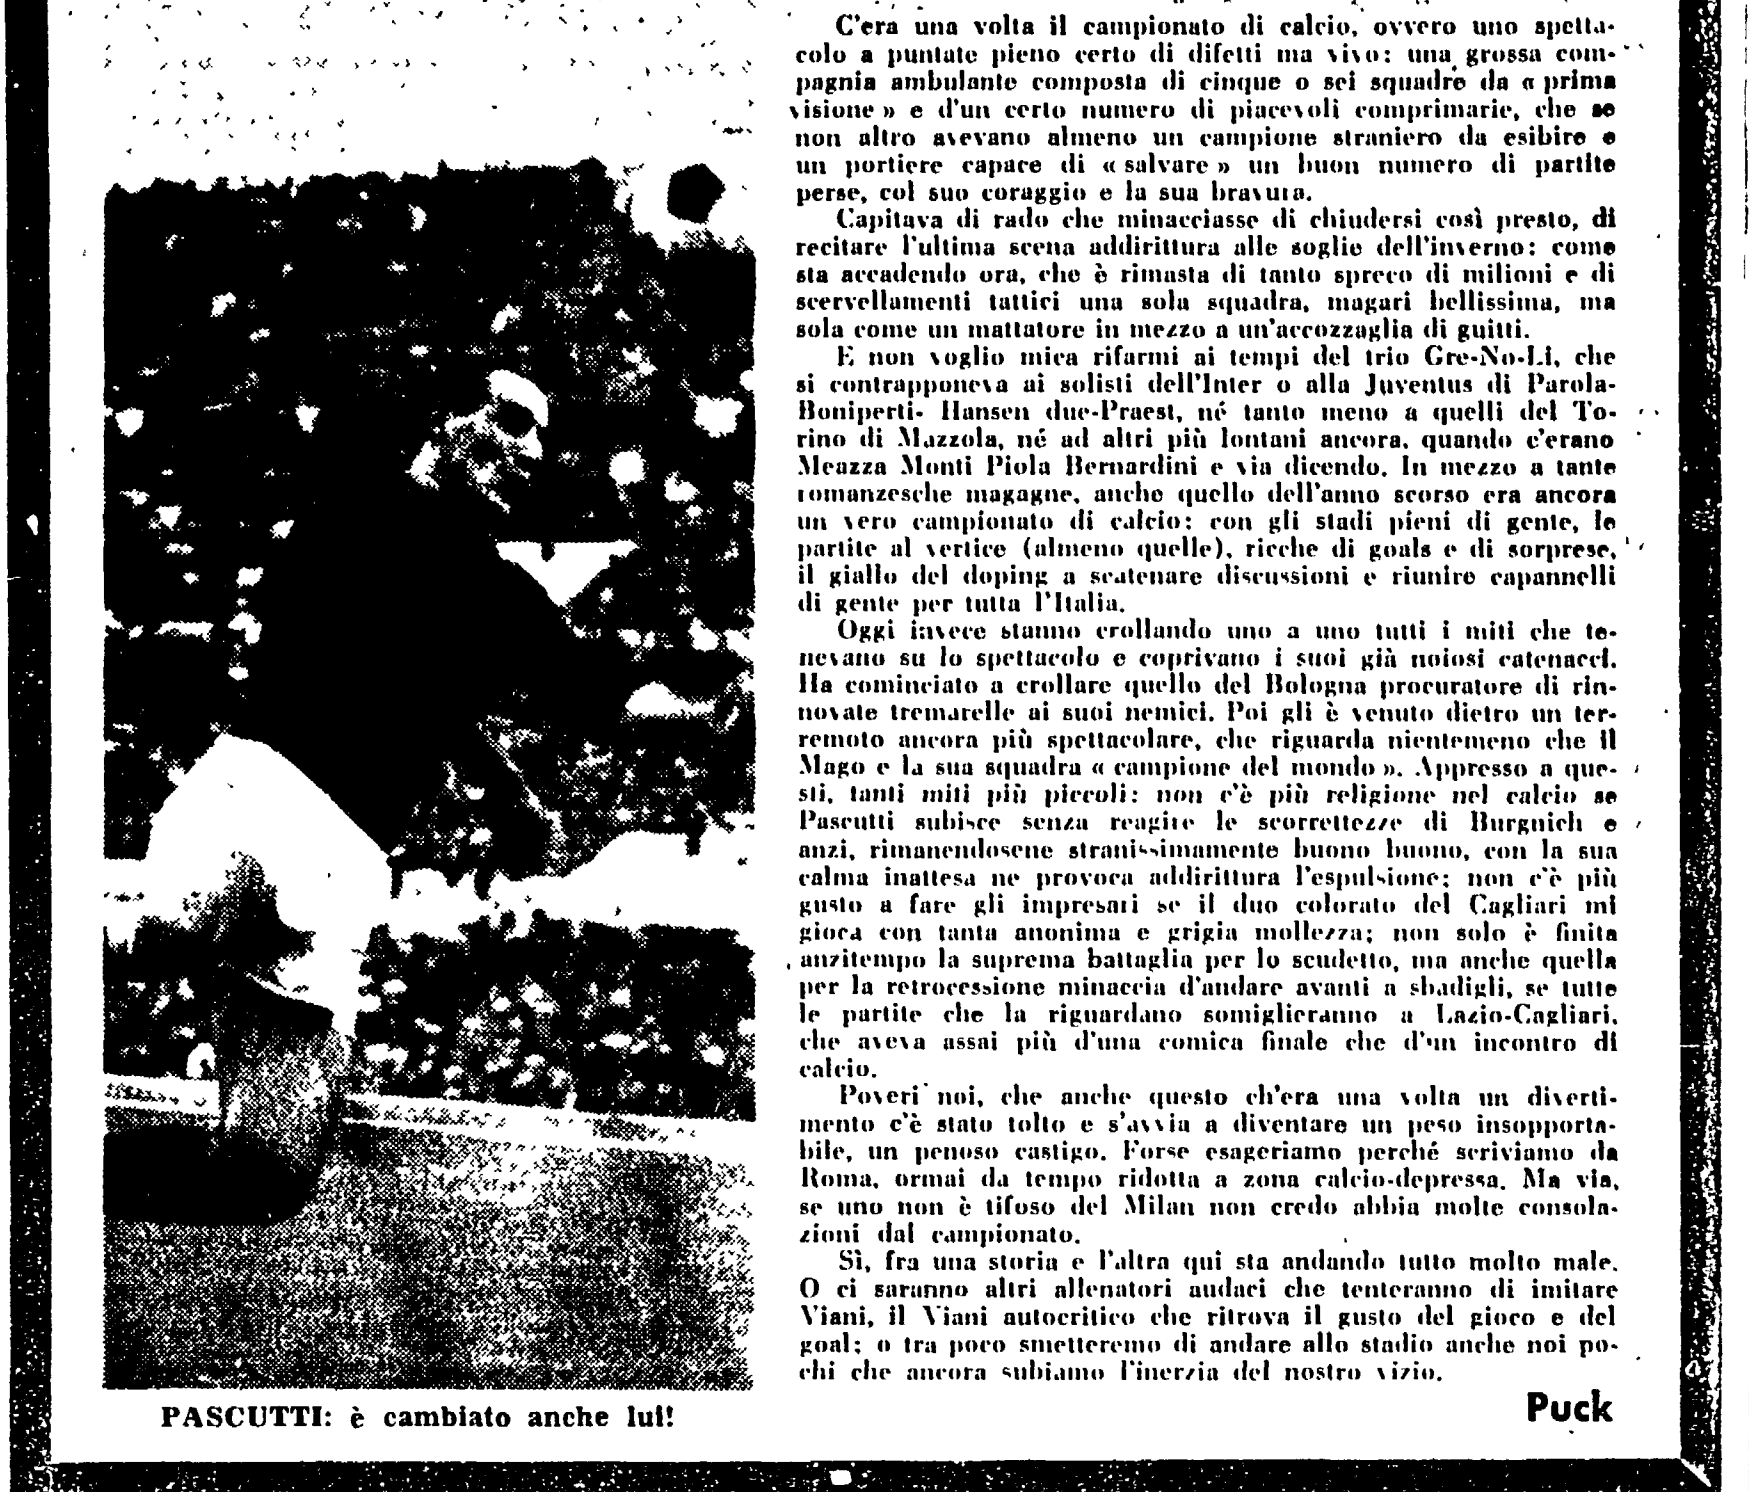 C'era una volta il campionato di calcio, ovvero uno spetta-
colo a puntate pieno certo di difetti ma vivo: una grossa com-
pagnia ambulante composta di cinque o sei squadre da « prima
visione » e d'un certo numero di piacevoli comprimarie, che se
non altro avevano almeno un campione straniero da esibire e
un portiere capace di « salvare » un buon numero di partite
perse, col suo coraggio e la sua bravura.
Capitava di rado che minacciasse di chiudersi così presto, di
recitare l'ultima scena addirittura alle soglie dell'inverno: come
sta accadendo ora, che è rimasta di tanto spreco di milioni e di
scervellamenti tattici una sola squadra, magari bellissima, ma
sola come un mattatore in mezzo a un'accozzaglia di guitti.
E non voglio mica rifarmi ai tempi del trio Gre-No-Li, che
si contrapponeva ai solisti dell'Inter o alla Juventus di Parola-
Boniperti- Hansen due-Praest, né tanto meno a quelli del To-
rino di Mazzola, né ad altri più lontani ancora, quando c'erano
Meazza Monti Piola Bernardini e via dicendo. In mezzo a tante
romanzesche magagne, anche quello dell'anno scorso era ancora
un vero campionato di calcio: con gli stadi pieni di gente, le
partite al vertice (almeno quelle), ricche di goals e di sorprese,
il giallo del doping a scatenare discussioni e riunire capannelli
di gente per tutta l'Italia.
Oggi invece stanno crollando uno a uno tutti i miti che te-
nevano su lo spettacolo e coprivano i suoi già noiosi catenacci.
Ha cominciato a crollare quello del Bologna procuratore di rin-
novate tremarelle ai suoi nemici. Poi gli è venuto dietro un ter-
remoto ancora più spettacolare, che riguarda nientemeno che il
Mago e la sua squadra « campione del mondo ». Appresso a que-
sti, tanti miti più piccoli: non c'è più religione nel calcio se
Pascutti subisce senza reagire le scorrettezze di Burgnich e
anzi, rimanendosene stranissimamente buono buono, con la sua
calma inattesa ne provoca addirittura l'espulsione; non c'è più
gusto a fare gli impresari se il duo colorato del Cagliari mi
gioca con tanta anonima e grigia mollezza; non solo è finita
anzitempo la suprema battaglia per lo scudetto, ma anche quella
per la retrocessione minaccia d'andare avanti a sbadigli, se tutte
le partite che la riguardano somiglieranno a Lazio-Cagliari,
che aveva assai più d'una comica finale che d'un incontro di
calcio.
Poveri noi, che anche questo ch'era una volta un diverti-
mento c'è stato tolto e s'avvia a diventare un peso insopporta-
bile, un penoso castigo. Forse esageriamo perché scriviamo da
Roma, ormai da tempo ridotta a zona calcio-depressa. Ma via,
se uno non è tifoso del Milan non credo abbia molte consola-
zioni dal campionato.
Sì, fra una storia e l'altra qui sta andando tutto molto male.
O ci saranno altri allenatori audaci che tenteranno di imitare
Viani, il Viani autocritico che ritrova il gusto del gioco e del
goal; o tra poco smetteremo di andare allo stadio anche noi po-
chi che ancora subiamo l'inerzia del nostro vizio.
Puck
PASCUTTI: è cambiato anche lui!